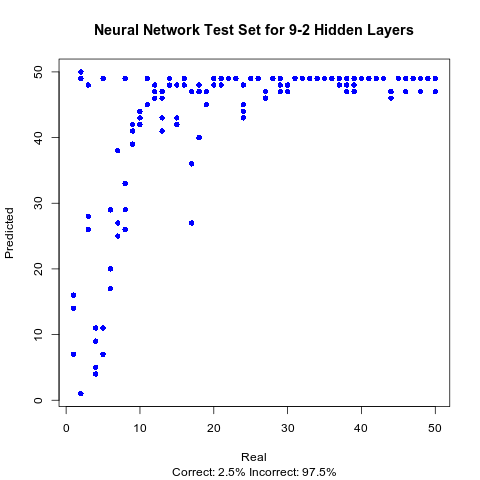 Neural Network Test Set for 9-2 Hidden Layers
50
40
30
20
10
0
Predicted
0 10 20 30 40 50
Real
Correct: 2.5% Incorrect: 97.5%